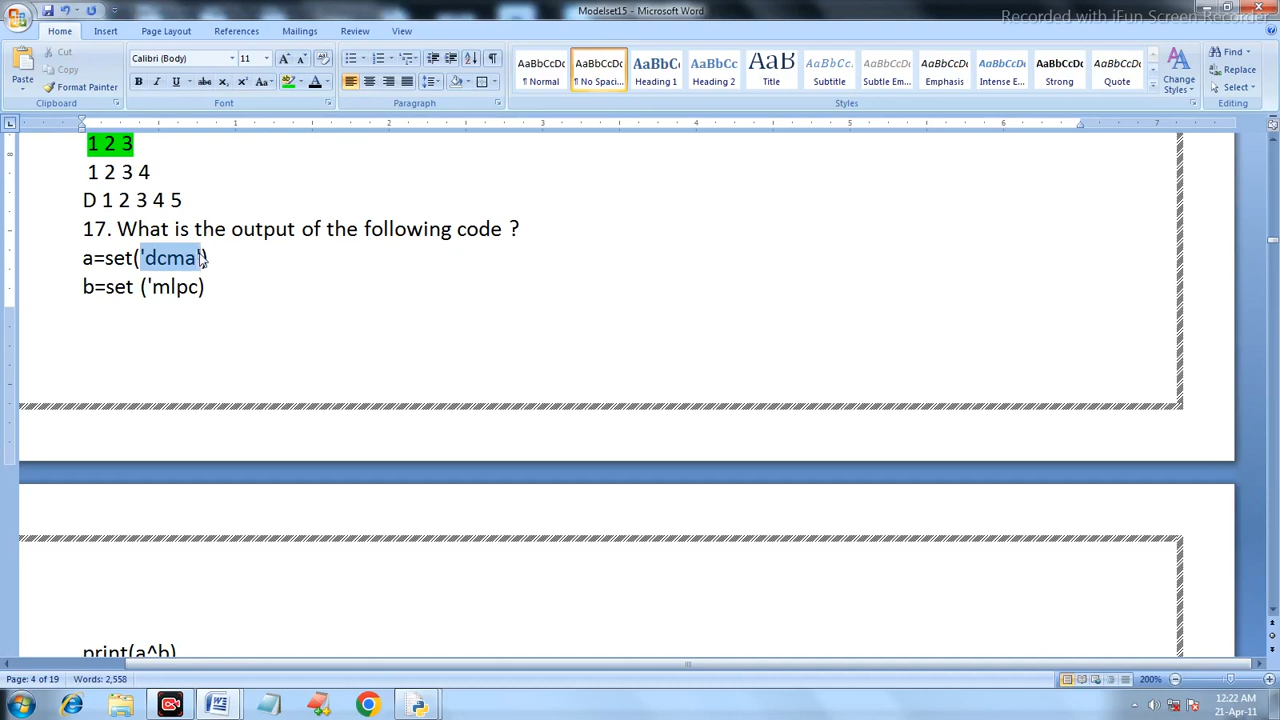 Modelset15 - Microsoft Word
Recorded with iFun Screen Recorder
Home Insert Page Layout References Mailings Review View
Paste Cut Copy Format Painter
Calibri (Body) 11
AaBbCcDc AaBbCcDc AaBbCc AaBbCc AaB AaBbCc. AaBbCcDc AaBbCcDc AaBbCcDc AaBbCcDc AaBbCcDc
¶ Normal ¶ No Spaci... Heading 1 Heading 2 Title Subtitle Subtle Em... Emphasis Intense E... Strong Quote
Change Styles
Find Replace Select
Clipboard Font Paragraph Styles Editing
1 2 3
1 2 3 4
D 1 2 3 4 5
17. What is the output of the following code ?
a=set('dcma')
b=set ('mlpc)
print(a^b)
Page: 4 of 19 Words: 2,558 200%
12:22 AM
21-Apr-11